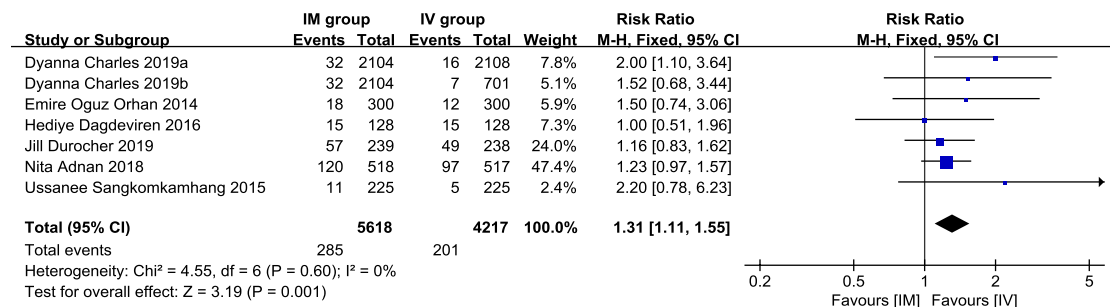 IM group IV group Risk Ratio Risk Ratio
Study or Subgroup Events Total Events Total Weight M-H, Fixed, 95% CI M-H, Fixed, 95% CI
Dyanna Charles 2019a 32 2104 16 2108 7.8% 2.00 [1.10, 3.64]
Dyanna Charles 2019b 32 2104 7 701 5.1% 1.52 [0.68, 3.44]
Emire Oguz Orhan 2014 18 300 12 300 5.9% 1.50 [0.74, 3.06]
Hediye Dagdeviren 2016 15 128 15 128 7.3% 1.00 [0.51, 1.96]
Jill Durocher 2019 57 239 49 238 24.0% 1.16 [0.83, 1.62]
Nita Adnan 2018 120 518 97 517 47.4% 1.23 [0.97, 1.57]
Ussanee Sangkomkamhang 2015 11 225 5 225 2.4% 2.20 [0.78, 6.23]
Total (95% CI) 5618 4217 100.0% 1.31 [1.11, 1.55]
Total events 285 201
Heterogeneity: Chi² = 4.55, df = 6 (P = 0.60); I² = 0%
Test for overall effect: Z = 3.19 (P = 0.001)
0.2 0.5 1 2 5
Favours [IM] Favours [IV]